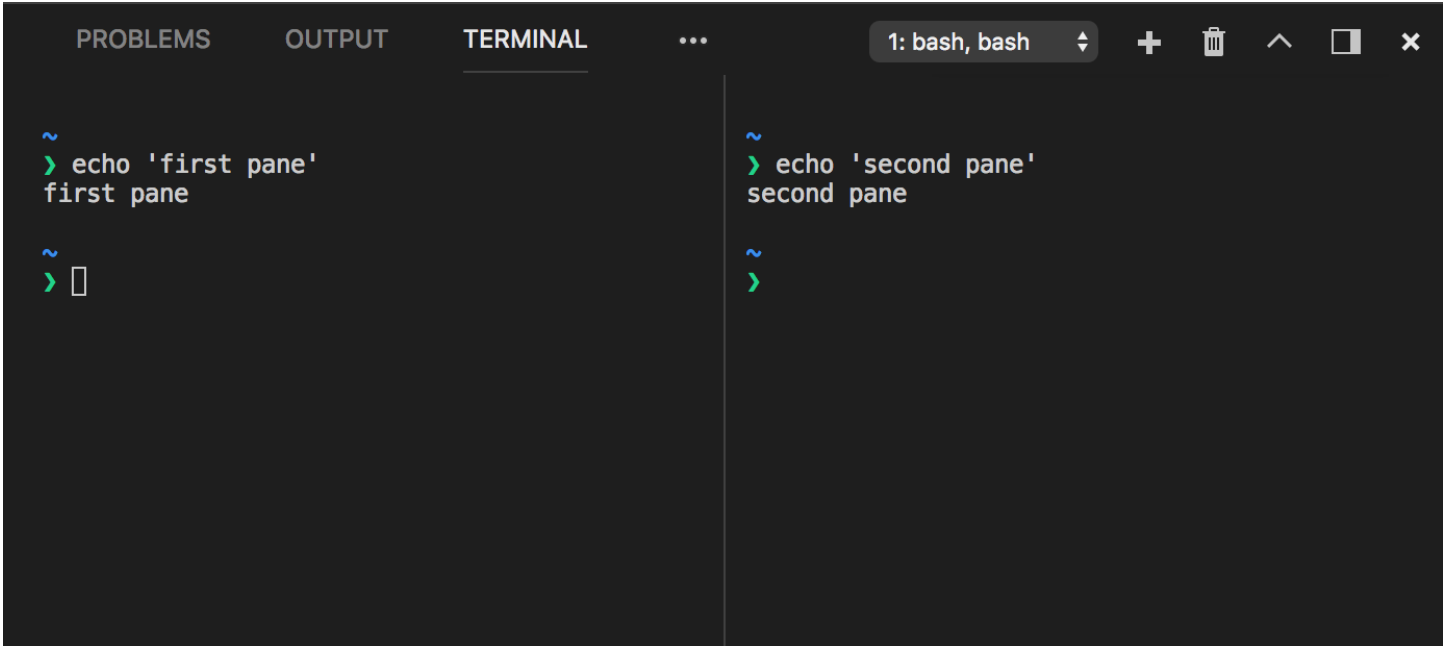 PROBLEMS OUTPUT TERMINAL ••• 1: bash, bash
~
❯ echo 'first pane'
first pane
~
❯
~
❯ echo 'second pane'
second pane
~
❯